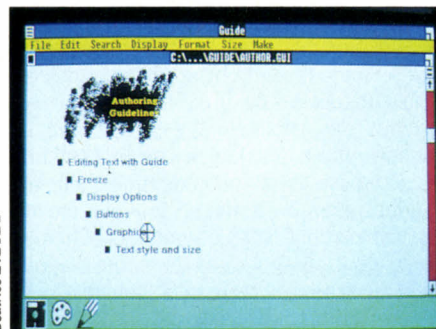 Guide
File Edit Search Display Format Size Make
C:\...\GUIDE\AUTHOR.GUI
Authoring
Guidelines
Editing Text with Guide
Freeze
Display Options
Buttons
Graphic
Text style and size